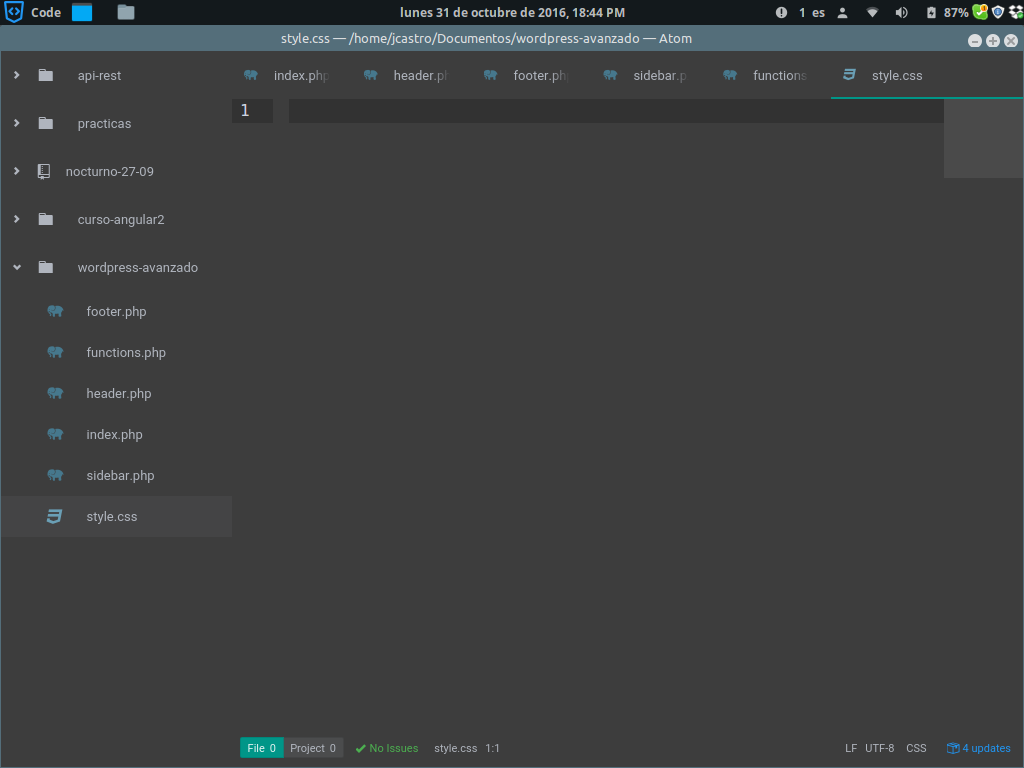 Code
lunes 31 de octubre de 2016, 18:44 PM
1 es
87%
style.css — /home/jcastro/Documentos/wordpress-avanzado — Atom
api-rest
practicas
nocturno-27-09
curso-angular2
wordpress-avanzado
footer.php
functions.php
header.php
index.php
sidebar.php
style.css
index.php
header.ph
footer.php
sidebar.p
functions
style.css
1
File 0
Project 0
No Issues
style.css 1:1
LF UTF-8 CSS
4 updates